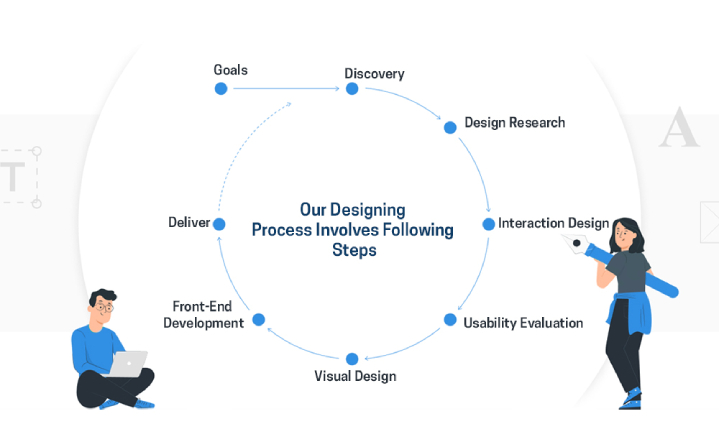 Goals
Discovery
Design Research
A
T
Our Designing
Process Involves Following
Steps
Deliver
Interaction Design
Front-End
Development
Usability Evaluation
Visual Design